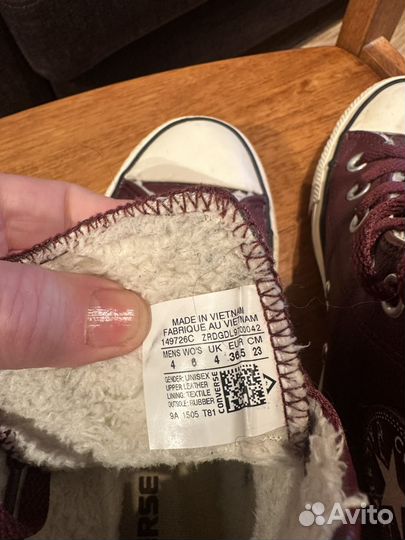 MADE IN VIETNAM
FABRIQUE AU VIETNAM
149726C
MENS WO'S UK EUR CM
4 6 4 36.5 23
GENDER: UNISEX
UPPER: LEATHER
LINING: TEXTILE
OUTSOLE: RUBBER
9A 1505 T81
CONVERSE
Avito